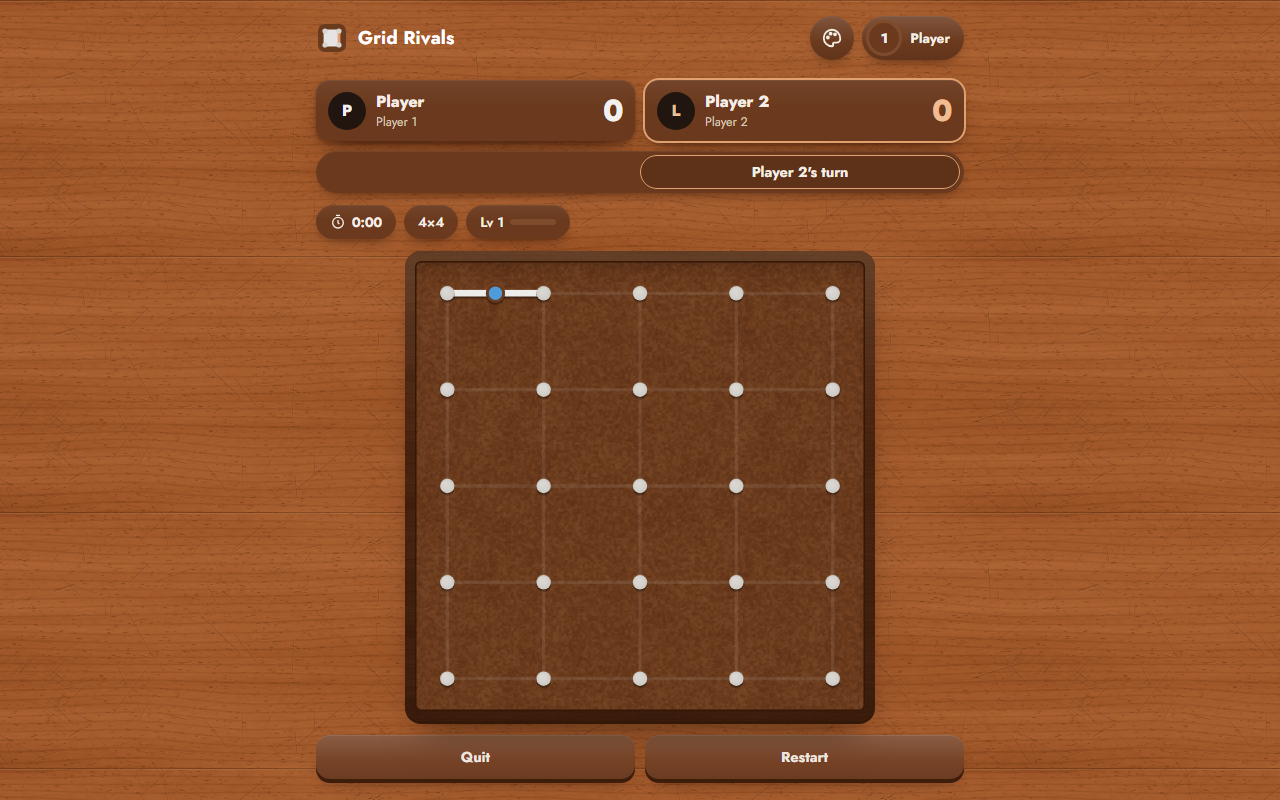 Grid Rivals
1 Player
P Player 0
Player 1
L Player 2 0
Player 2
Player 2's turn
0:00 4×4 Lv 1
Quit Restart